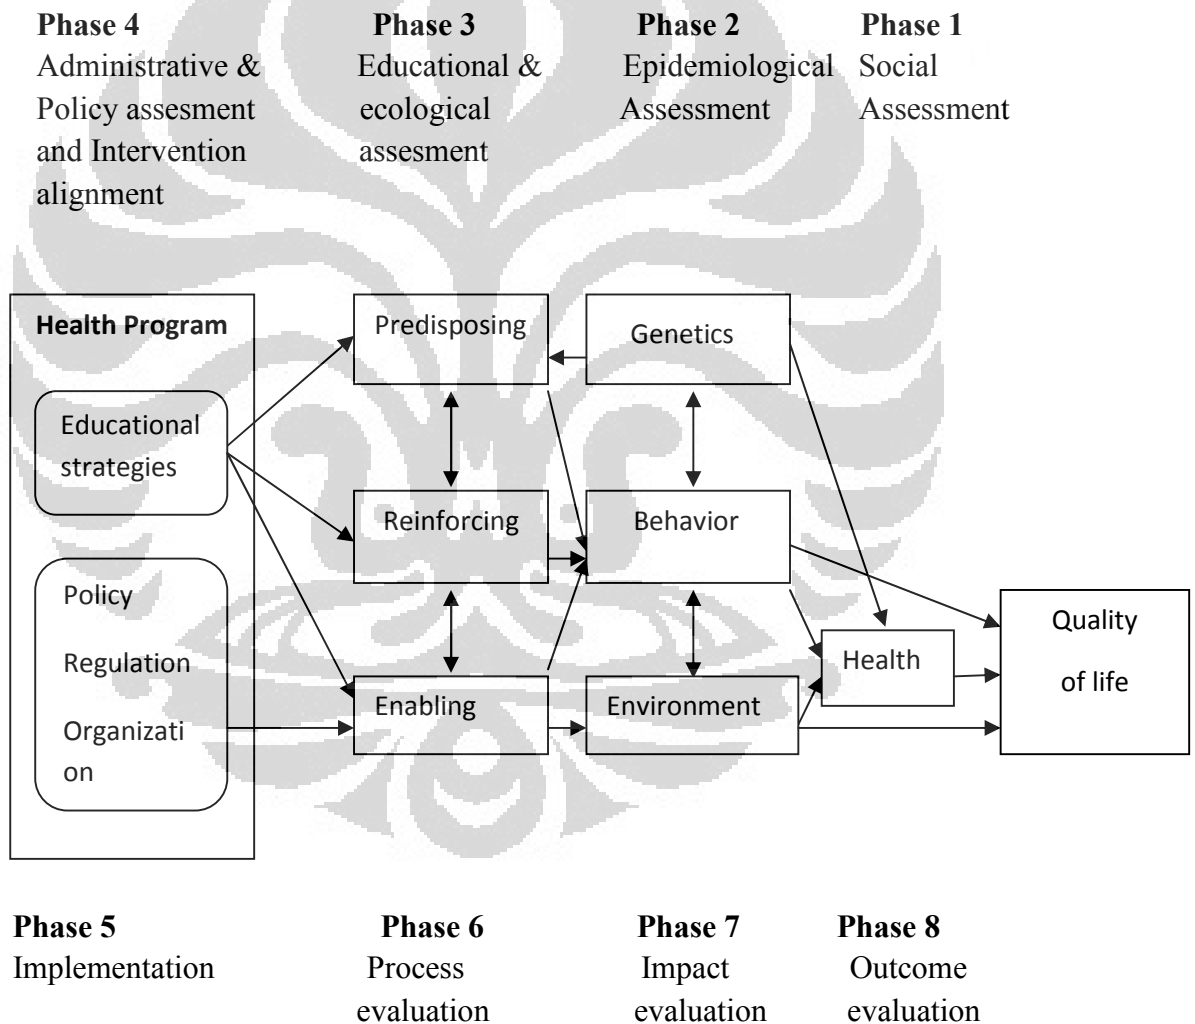 Phase 4
Administrative &
Policy assesment
and Intervention
alignment
Phase 3
Educational &
ecological
assesment
Phase 2
Epidemiological
Assessment
Phase 1
Social
Assessment
Health Program
Educational
strategies
Policy
Regulation
Organizati
on
Predisposing
Reinforcing
Enabling
Genetics
Behavior
Environment
Health
Quality
of life
Phase 5
Implementation
Phase 6
Process
evaluation
Phase 7
Impact
evaluation
Phase 8
Outcome
evaluation